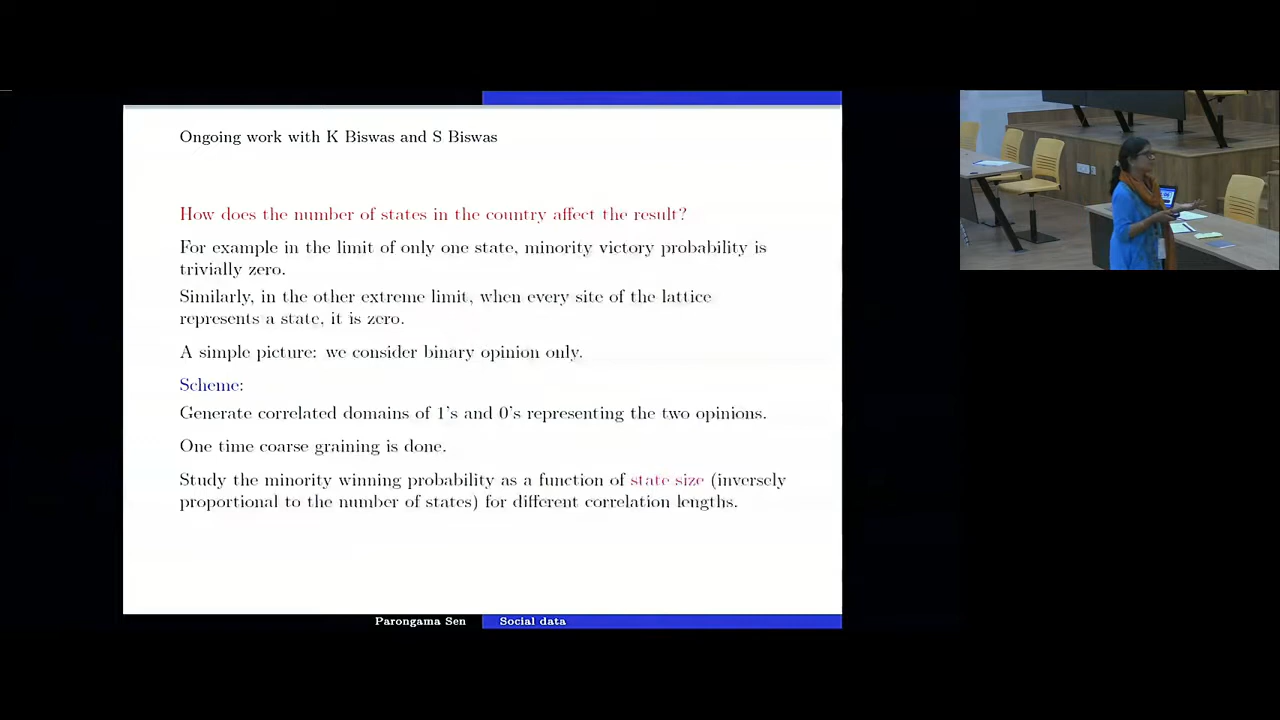 Ongoing work with K Biswas and S Biswas
How does the number of states in the country affect the result?
For example in the limit of only one state, minority victory probability is
trivially zero.
Similarly, in the other extreme limit, when every site of the lattice
represents a state, it is zero.
A simple picture: we consider binary opinion only.
Scheme:
Generate correlated domains of 1's and 0's representing the two opinions.
One time coarse graining is done.
Study the minority winning probability as a function of state size (inversely
proportional to the number of states) for different correlation lengths.
Parongama Sen
Social data